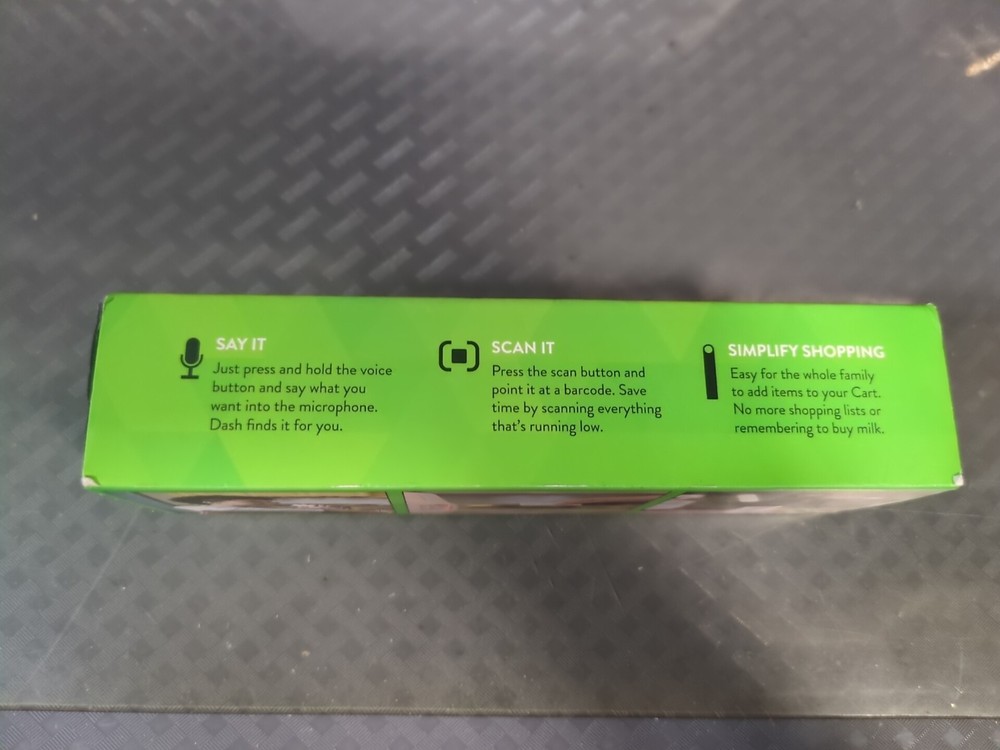 SAY IT
Just press and hold the voice
button and say what you
want into the microphone.
Dash finds it for you.
SCAN IT
Press the scan button and
point it at a barcode. Save
time by scanning everything
that's running low.
SIMPLIFY SHOPPING
Easy for the whole family
to add items to your Cart.
No more shopping lists or
remembering to buy milk.